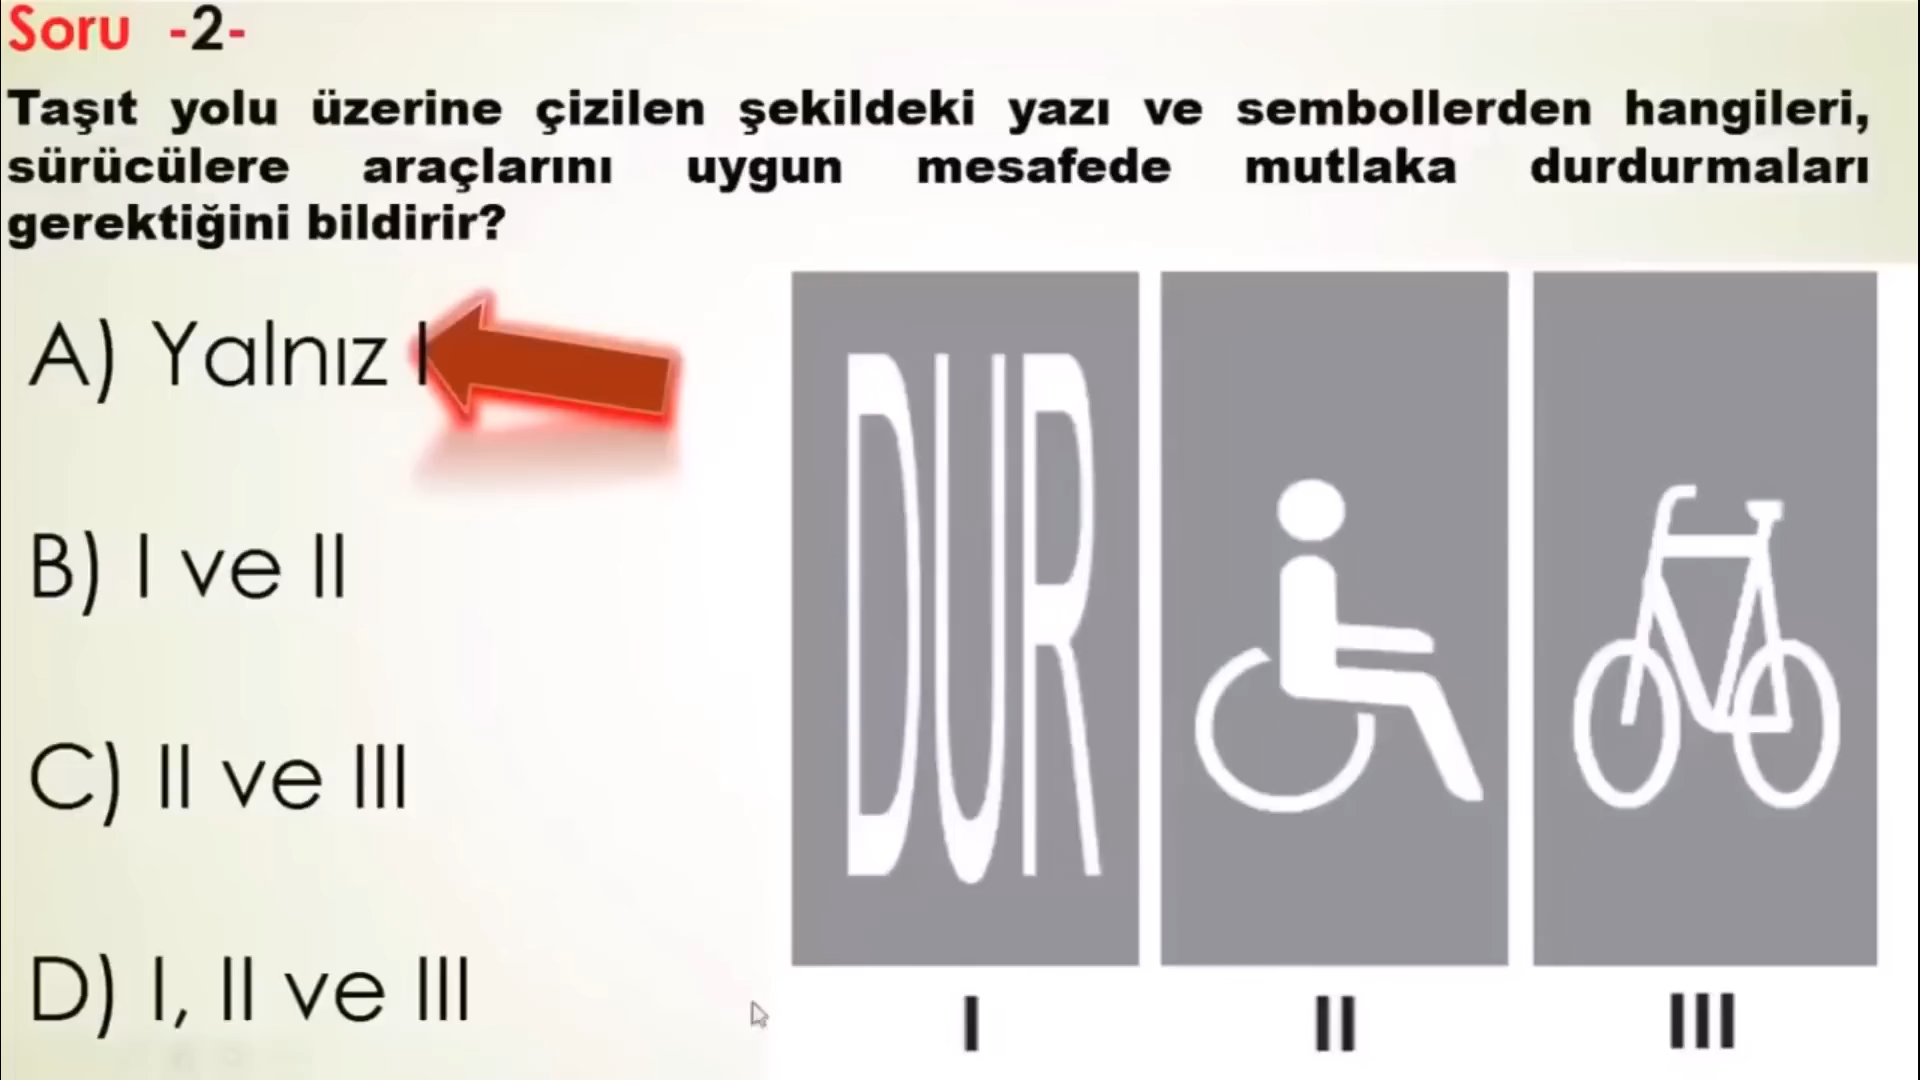 Soru -2-
Taşıt yolu üzerine çizilen şekildeki yazı ve sembollerden hangileri,
sürücülere araçlarını uygun mesafede mutlaka durdurmaları
gerektiğini bildirir?
A) Yalnız I
B) I ve II
C) II ve III
D) I, II ve III
DUR
I
II
III